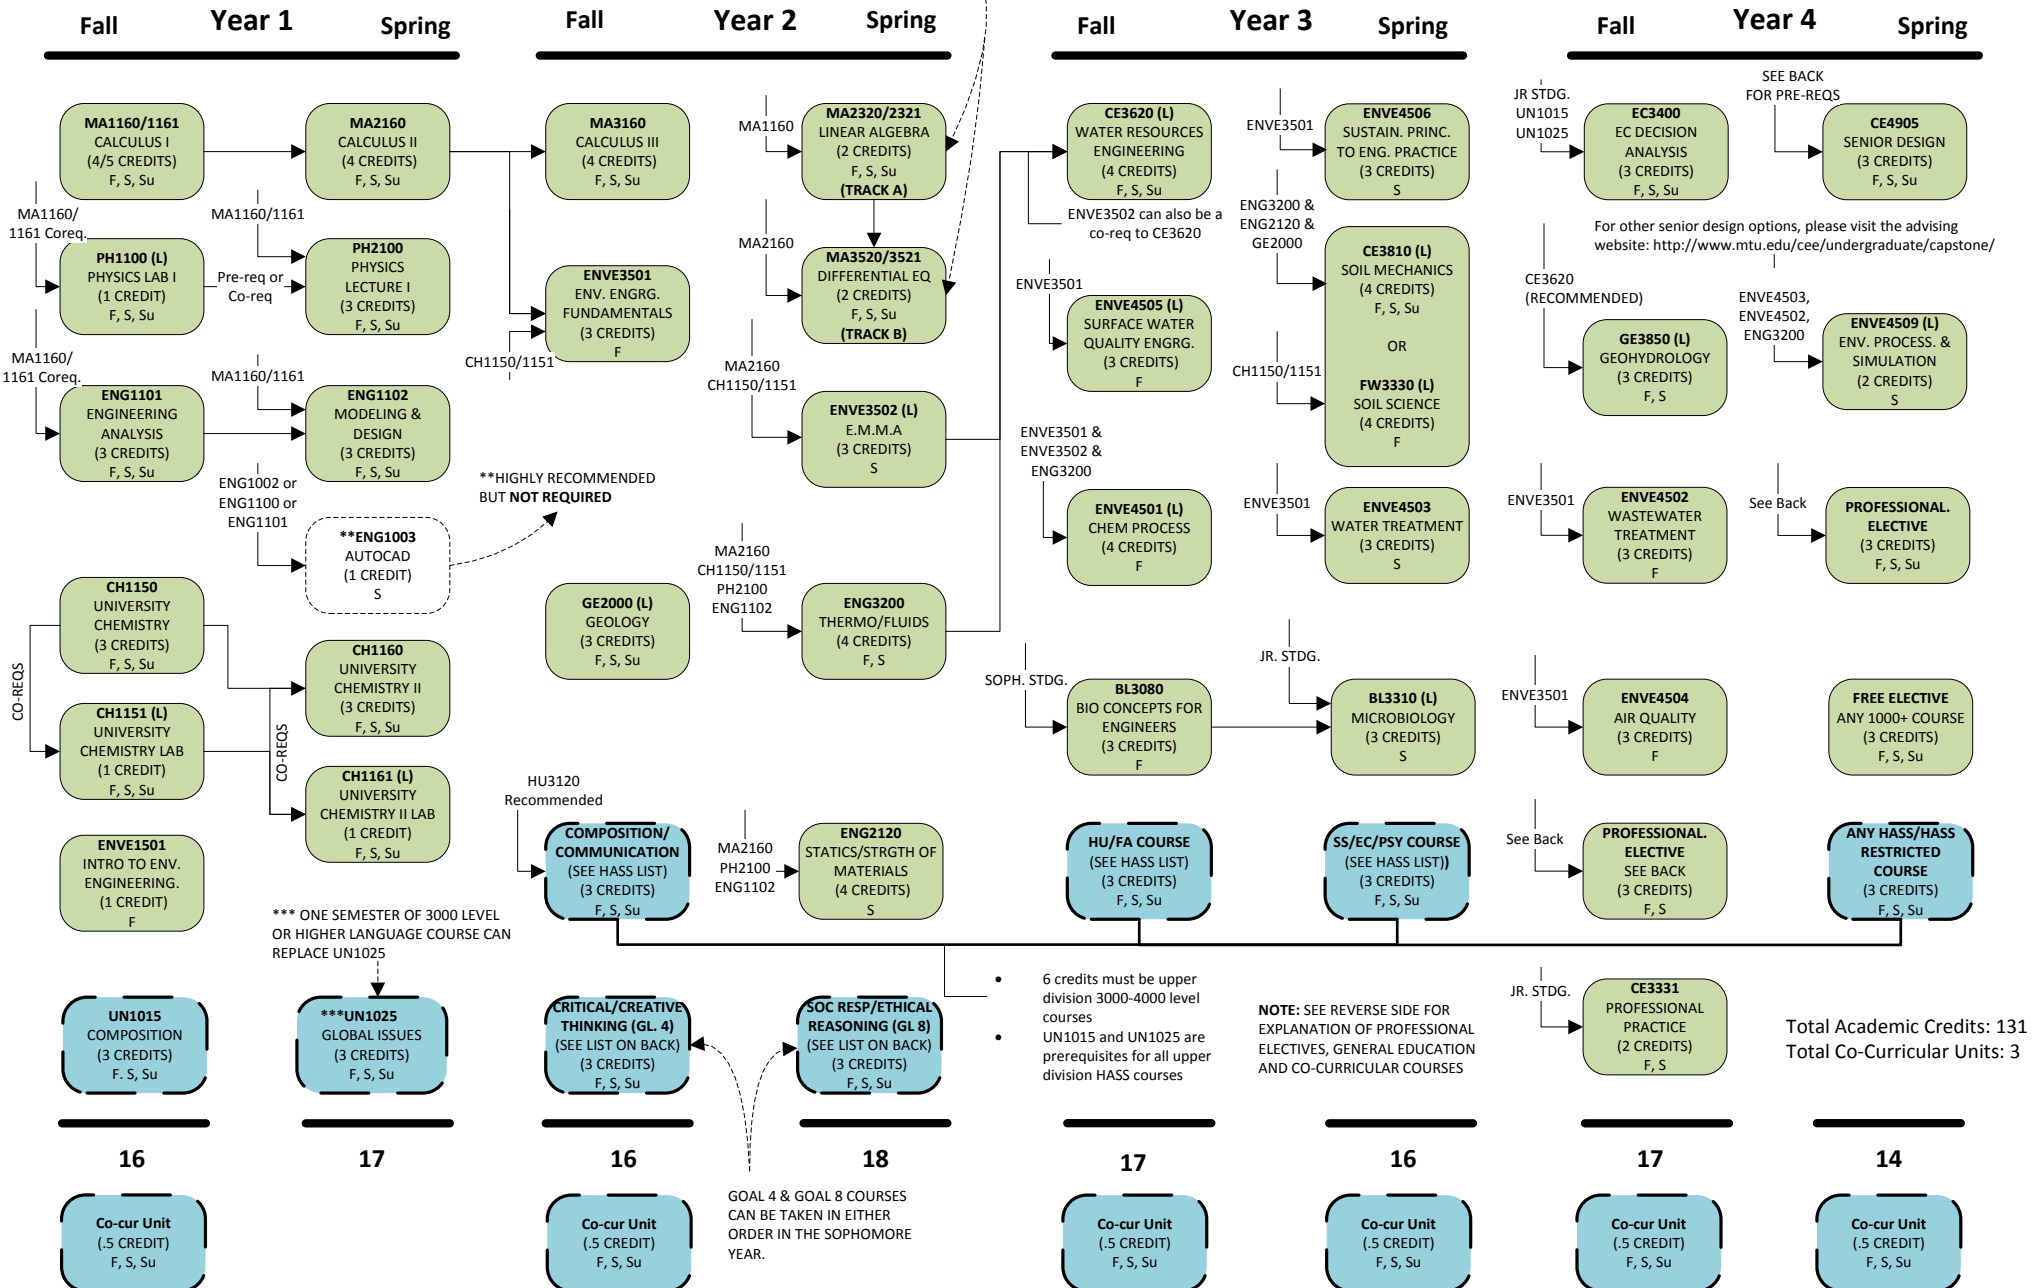 Fall
Year 1
Spring
Fall
Year 2
Spring
Fall
Year 3
Spring
Fall
Year 4
Spring
MA1160/1161
CALCULUS I
(4/5 CREDITS)
F, S, Su
MA1160/
1161 Coreq.
PH1100 (L)
PHYSICS LAB I
(1 CREDIT)
F, S, Su
MA1160/
1161 Coreq.
ENG1101
ENGINEERING
ANALYSIS
(3 CREDITS)
F, S, Su
CH1150
UNIVERSITY
CHEMISTRY
(3 CREDITS)
F, S, Su
CO-REQS
CH1151 (L)
UNIVERSITY
CHEMISTRY LAB
(1 CREDIT)
F, S, Su
ENVE1501
INTRO TO ENV.
ENGINEERING.
(1 CREDIT)
F
UN1015
COMPOSITION
(3 CREDITS)
F. S, Su
16
Co-cur Unit
(.5 CREDIT)
F, S, Su
MA2160
CALCULUS II
(4 CREDITS)
F, S, Su
MA1160/1161
Pre-req or
Co-req
PH2100
PHYSICS
LECTURE I
(3 CREDITS)
F, S, Su
MA1160/1161
ENG1102
MODELING &
DESIGN
(3 CREDITS)
F, S, Su
ENG1002 or
ENG1100 or
ENG1101
**ENG1003
AUTOCAD
(1 CREDIT)
S
**HIGHLY RECOMMENDED
BUT NOT REQUIRED
CH1160
UNIVERSITY
CHEMISTRY II
(3 CREDITS)
F, S, Su
CO-REQS
CH1161 (L)
UNIVERSITY
CHEMISTRY II LAB
(1 CREDIT)
F, S, Su
*** ONE SEMESTER OF 3000 LEVEL
OR HIGHER LANGUAGE COURSE CAN
REPLACE UN1025
***UN1025
GLOBAL ISSUES
(3 CREDITS)
F, S, Su
17
MA3160
CALCULUS III
(4 CREDITS)
F, S, Su
ENVE3501
ENV. ENGRG.
FUNDAMENTALS
(3 CREDITS)
F
CH1150/1151
GE2000 (L)
GEOLOGY
(3 CREDITS)
F, S, Su
HU3120
Recommended
COMPOSITION/
COMMUNICATION
(SEE HASS LIST)
(3 CREDITS)
F, S, Su
CRITICAL/CREATIVE
THINKING (GL. 4)
(SEE LIST ON BACK)
(3 CREDITS)
F, S, Su
16
Co-cur Unit
(.5 CREDIT)
F, S, Su
MA1160
MA2320/2321
LINEAR ALGEBRA
(2 CREDITS)
F, S, Su
(TRACK A)
MA2160
MA3520/3521
DIFFERENTIAL EQ
(2 CREDITS)
F, S, Su
(TRACK B)
MA2160
CH1150/1151
ENVE3502 (L)
E.M.M.A
(3 CREDITS)
S
MA2160
CH1150/1151
PH2100
ENG1102
ENG3200
THERMO/FLUIDS
(4 CREDITS)
F, S
MA2160
PH2100
ENG1102
ENG2120
STATICS/STRGTH OF
MATERIALS
(4 CREDITS)
S
SOC RESP/ETHICAL
REASONING (GL 8)
(SEE LIST ON BACK)
(3 CREDITS)
F, S, Su
18
GOAL 4 & GOAL 8 COURSES
CAN BE TAKEN IN EITHER
ORDER IN THE SOPHOMORE
YEAR.
CE3620 (L)
WATER RESOURCES
ENGINEERING
(4 CREDITS)
F, S, Su
ENVE3502 can also be a
co-req to CE3620
ENVE3501
ENVE4505 (L)
SURFACE WATER
QUALITY ENGRG.
(3 CREDITS)
F
ENVE3501 &
ENVE3502 &
ENG3200
ENVE4501 (L)
CHEM PROCESS
(4 CREDITS)
F
SOPH. STDG.
BL3080
BIO CONCEPTS FOR
ENGINEERS
(3 CREDITS)
F
HU/FA COURSE
(SEE HASS LIST)
(3 CREDITS)
F, S, Su
• 6 credits must be upper
division 3000-4000 level
courses
• UN1015 and UN1025 are
prerequisites for all upper
division HASS courses
17
Co-cur Unit
(.5 CREDIT)
F, S, Su
ENVE3501
ENVE4506
SUSTAIN. PRINC.
TO ENG. PRACTICE
(3 CREDITS)
S
ENG3200 &
ENG2120 &
GE2000
CE3810 (L)
SOIL MECHANICS
(4 CREDITS)
F, S, Su
OR
CH1150/1151
FW3330 (L)
SOIL SCIENCE
(4 CREDITS)
F
ENVE3501
ENVE4503
WATER TREATMENT
(3 CREDITS)
S
JR. STDG.
BL3310 (L)
MICROBIOLOGY
(3 CREDITS)
S
SS/EC/PSY COURSE
(SEE HASS LIST))
(3 CREDITS)
F, S, Su
NOTE: SEE REVERSE SIDE FOR
EXPLANATION OF PROFESSIONAL
ELECTIVES, GENERAL EDUCATION
AND CO-CURRICULAR COURSES
16
Co-cur Unit
(.5 CREDIT)
F, S, Su
JR STDG.
UN1015
UN1025
EC3400
EC DECISION
ANALYSIS
(3 CREDITS)
F, S, Su
For other senior design options, please visit the advising
website: http://www.mtu.edu/cee/undergraduate/capstone/
CE3620
(RECOMMENDED)
GE3850 (L)
GEOHYDROLOGY
(3 CREDITS)
F, S
ENVE3501
ENVE4502
WASTEWATER
TREATMENT
(3 CREDITS)
F
ENVE3501
ENVE4504
AIR QUALITY
(3 CREDITS)
F
See Back
PROFESSIONAL.
ELECTIVE
SEE BACK
(3 CREDITS)
F, S
JR. STDG.
CE3331
PROFESSIONAL
PRACTICE
(2 CREDITS)
F, S
17
Co-cur Unit
(.5 CREDIT)
F, S, Su
SEE BACK
FOR PRE-REQS
CE4905
SENIOR DESIGN
(3 CREDITS)
F, S, Su
ENVE4503,
ENVE4502,
ENG3200
ENVE4509 (L)
ENV. PROCESS. &
SIMULATION
(2 CREDITS)
S
See Back
PROFESSIONAL.
ELECTIVE
(3 CREDITS)
F, S, Su
FREE ELECTIVE
ANY 1000+ COURSE
(3 CREDITS)
F, S, Su
ANY HASS/HASS
RESTRICTED
COURSE
(3 CREDITS)
F, S, Su
Total Academic Credits: 131
Total Co-Curricular Units: 3
14
Co-cur Unit
(.5 CREDIT)
F, S, Su